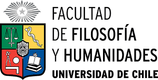 FACULTAD
DE FILOSOFÍA
Y HUMANIDADES
UNIVERSIDAD DE CHILE